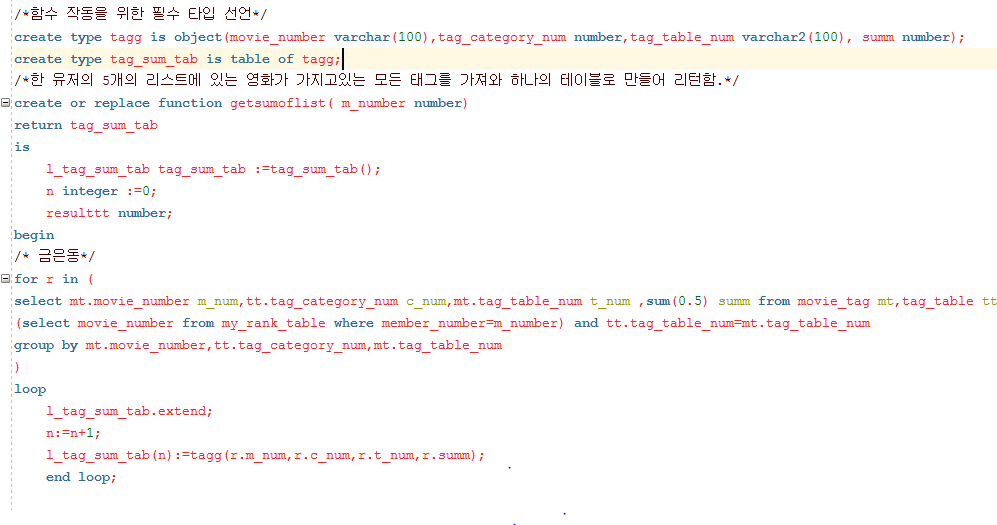 /*함수 작동을 위한 필수 타입 선언*/
create type tagg is object(movie_number varchar(100),tag_category_num number,tag_table_num varchar2(100), summ number);
create type tag_sum_tab is table of tagg;
/*한 유저의 5개의 리스트에 있는 영화가 가지고있는 모든 태그를 가져와 하나의 테이블로 만들어 리턴함.*/
create or replace function getsumoflist( m_number number)
return tag_sum_tab
is
l_tag_sum_tab tag_sum_tab :=tag_sum_tab();
n integer :=0;
resulttt number;
begin
/* 금은동*/
for r in (
select mt.movie_number m_num,tt.tag_category_num c_num,mt.tag_table_num t_num ,sum(0.5) summ from movie_tag mt,tag_table tt
(select movie_number from my_rank_table where member_number=m_number) and tt.tag_table_num=mt.tag_table_num
group by mt.movie_number,tt.tag_category_num,mt.tag_table_num
)
loop
l_tag_sum_tab.extend;
n:=n+1;
l_tag_sum_tab(n):=tagg(r.m_num,r.c_num,r.t_num,r.summ);
end loop;